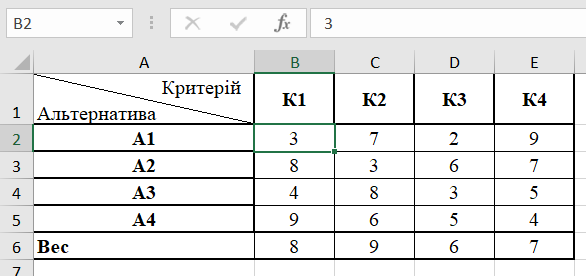 B2 fx 3
A B C D E
Критерій
Альтернатива
К1 К2 К3 К4
1
2 А1 3 7 2 9
3 А2 8 3 6 7
4 А3 4 8 3 5
5 А4 9 6 5 4
6 Вес 8 9 6 7
7